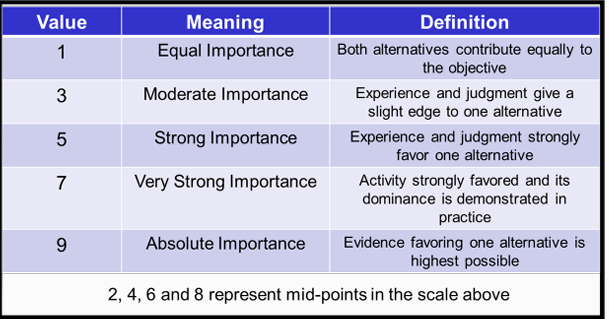 Value Meaning Definition
1 Equal Importance Both alternatives contribute equally to
the objective
3 Moderate Importance Experience and judgment give a
slight edge to one alternative
5 Strong Importance Experience and judgment strongly
favor one alternative
7 Very Strong Importance Activity strongly favored and its
dominance is demonstrated in
practice
9 Absolute Importance Evidence favoring one alternative is
highest possible
2, 4, 6 and 8 represent mid-points in the scale above